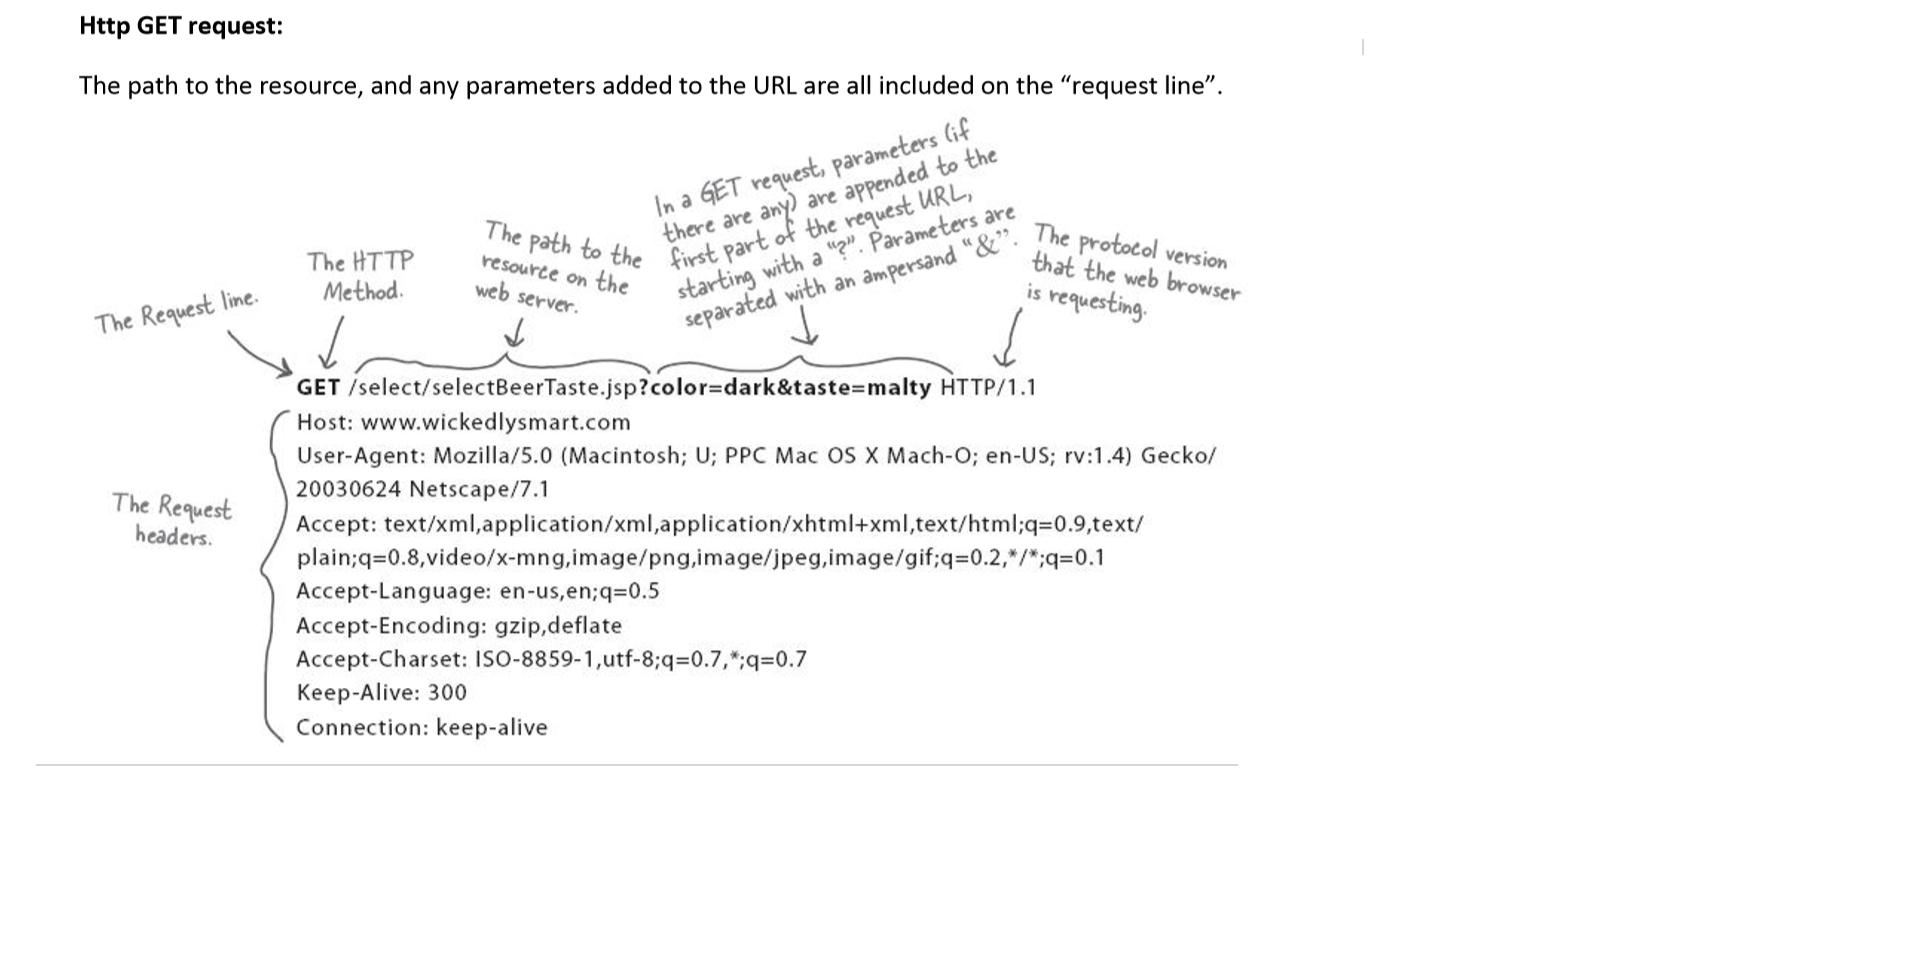 Http GET request:
The path to the resource, and any parameters added to the URL are all included on the “request line”.
The Request line.
The HTTP
Method.
The path to the
resource on the
web server.
In a GET request, parameters (if
there are any) are appended to the
first part of the request URL,
starting with a "?". Parameters are
separated with an ampersand "&".
The protocol version
that the web browser
is requesting.
GET /select/selectBeerTaste.jsp?color=dark&taste=malty HTTP/1.1
Host: www.wickedlysmart.com
User-Agent: Mozilla/5.0 (Macintosh; U; PPC Mac OS X Mach-O; en-US; rv:1.4) Gecko/
20030624 Netscape/7.1
Accept: text/xml,application/xml,application/xhtml+xml,text/html;q=0.9,text/
plain;q=0.8,video/x-mng,image/png,image/jpeg,image/gif;q=0.2,*/*;q=0.1
Accept-Language: en-us,en;q=0.5
Accept-Encoding: gzip,deflate
Accept-Charset: ISO-8859-1,utf-8;q=0.7,*;q=0.7
Keep-Alive: 300
Connection: keep-alive
The Request
headers.